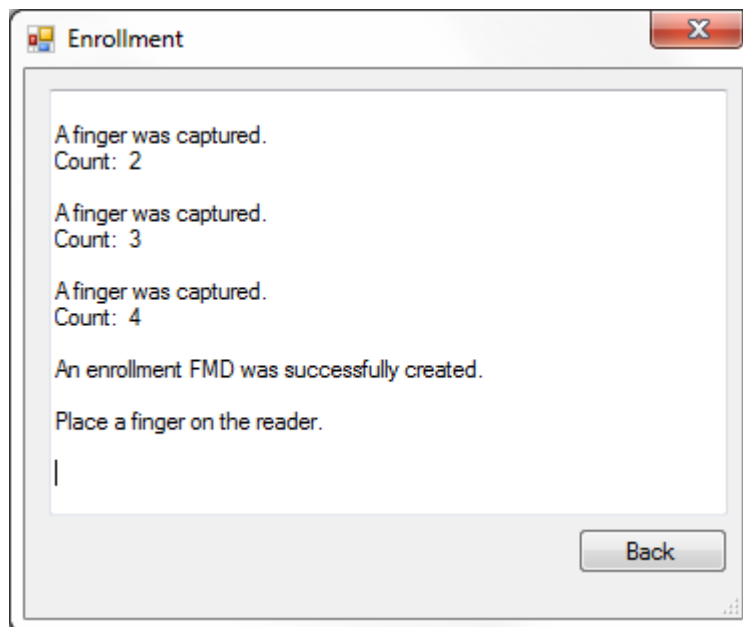 Enrollment
A finger was captured.
Count: 2
A finger was captured.
Count: 3
A finger was captured.
Count: 4
An enrollment FMD was successfully created.
Place a finger on the reader.
Back